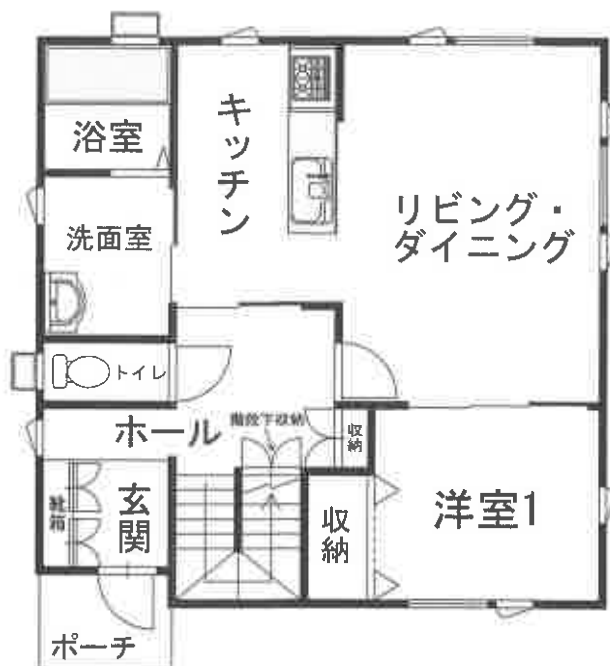 浴室
キッチン
リビング・
ダイニング
洗面室
トイレ
ホール
階段下収納
収納
靴箱
玄関
収納
洋室1
ポーチ